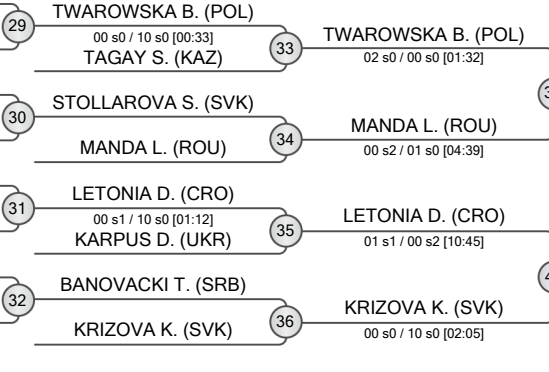 TWAROWSKA B. (POL)
29
00 s0 / 10 s0 [00:33]
TAGAY S. (KAZ)
33
TWAROWSKA B. (POL)
02 s0 / 00 s0 [01:32]
STOLLAROVA S. (SVK)
30
MANDA L. (ROU)
34
MANDA L. (ROU)
00 s2 / 01 s0 [04:39]
LETONIA D. (CRO)
31
00 s1 / 10 s0 [01:12]
KARPUS D. (UKR)
35
LETONIA D. (CRO)
01 s1 / 00 s2 [10:45]
BANOVACKI T. (SRB)
32
KRIZOVA K. (SVK)
36
KRIZOVA K. (SVK)
00 s0 / 10 s0 [02:05]